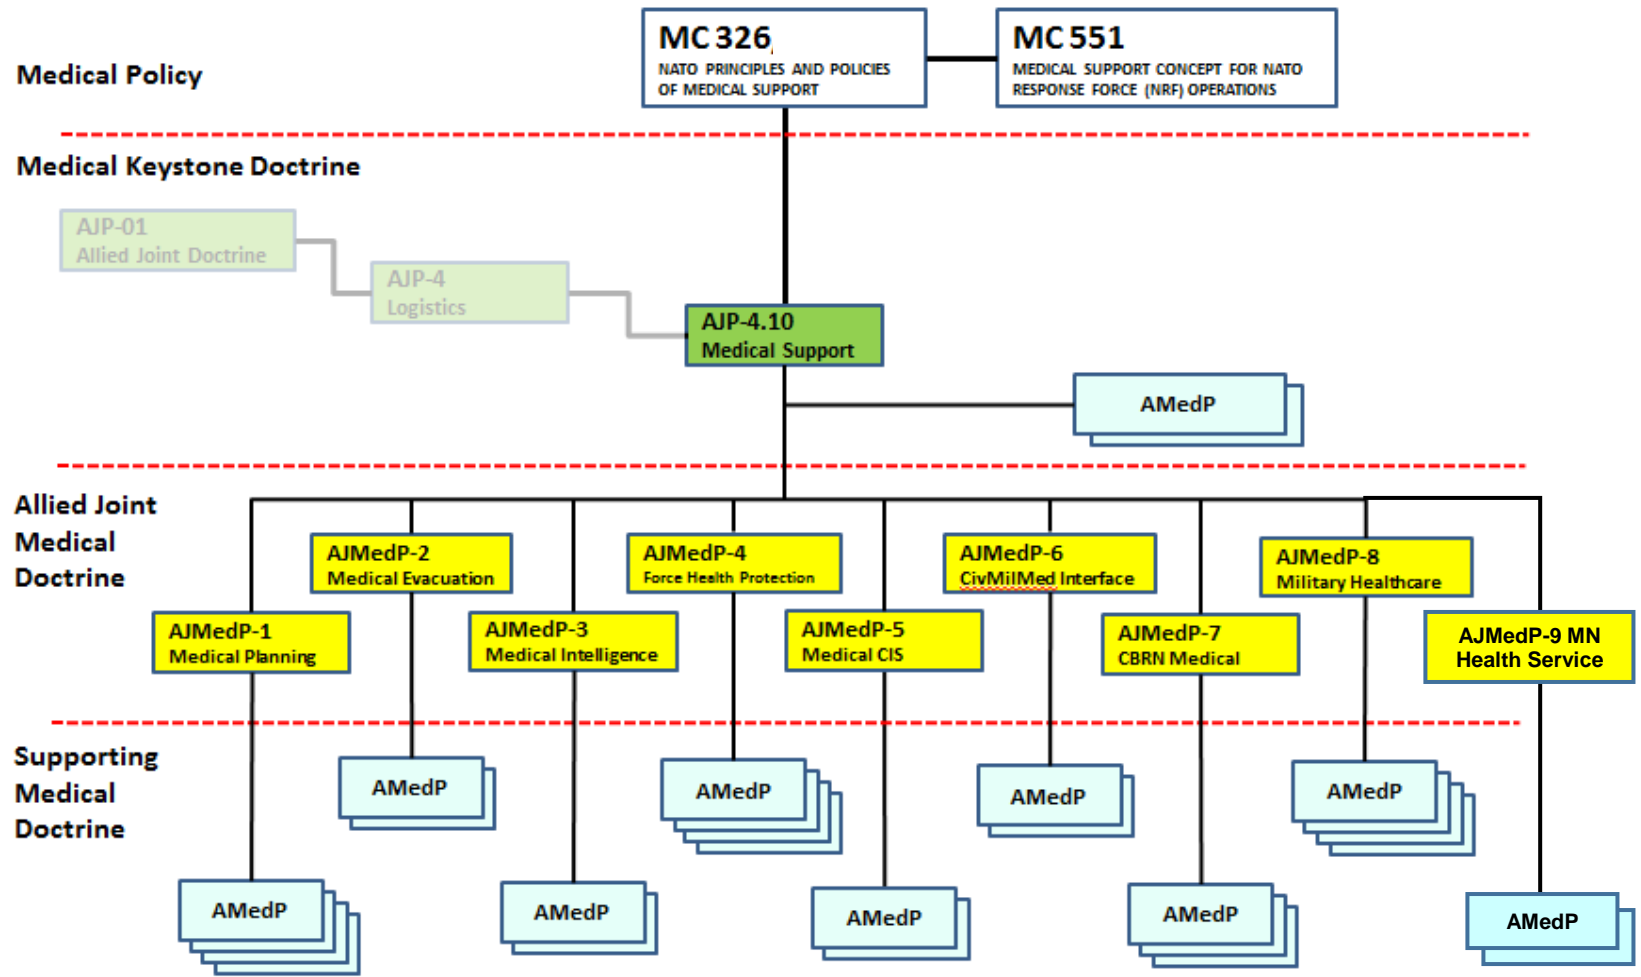 MC 326,
NATO PRINCIPLES AND POLICIES
OF MEDICAL SUPPORT
MC 551
MEDICAL SUPPORT CONCEPT FOR NATO
RESPONSE FORCE (NRF) OPERATIONS
Medical Policy
Medical Keystone Doctrine
AJP-01
Allied Joint Doctrine
AJP-4
Logistics
AJP-4.10
Medical Support
AMedP
Allied Joint
Medical
Doctrine
AJMedP-2
Medical Evacuation
AJMedP-4
Force Health Protection
AJMedP-6
CivMilMed Interface
AJMedP-8
Military Healthcare
AJMedP-1
Medical Planning
AJMedP-3
Medical Intelligence
AJMedP-5
Medical CIS
AJMedP-7
CBRN Medical
AJMedP-9 MN
Health Service
Supporting
Medical
Doctrine
AMedP
AMedP
AMedP
AMedP
AMedP
AMedP
AMedP
AMedP
AMedP